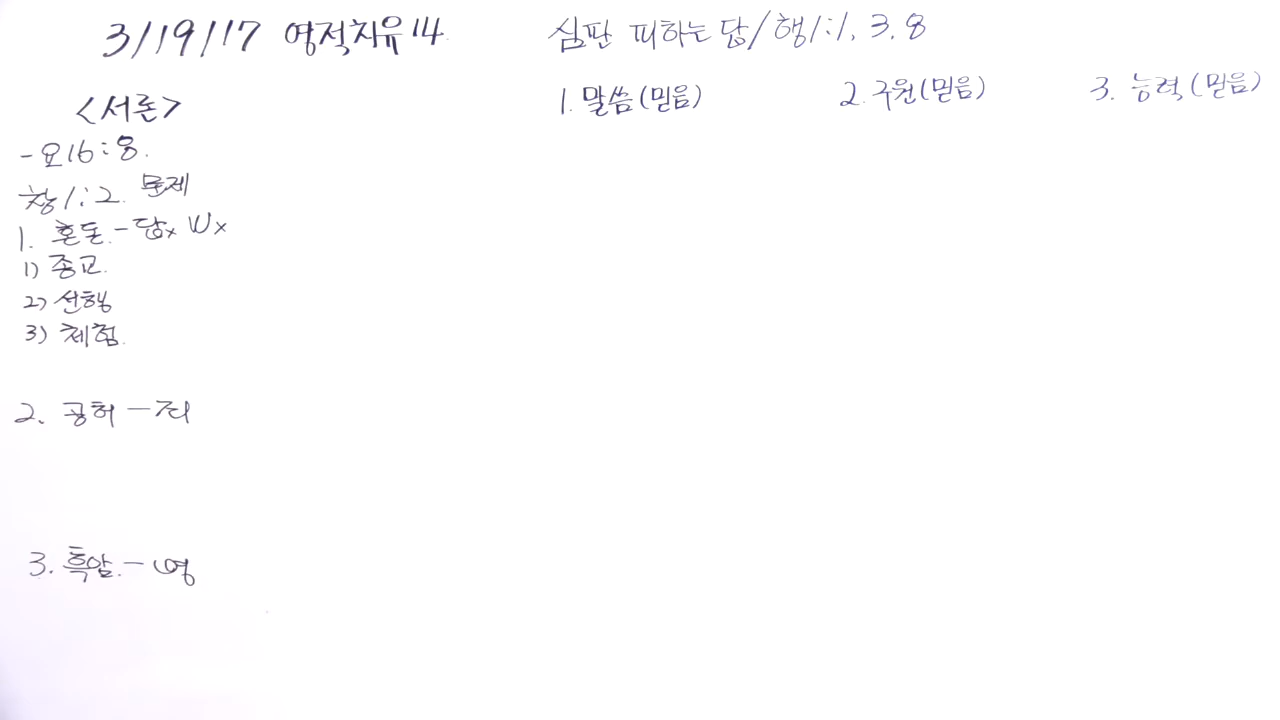 3/19/17 영적치유 14
심판 피하는 답/행1:1, 3, 8
<서론>
1. 말씀(믿음)
2. 구원(믿음)
3. 능력(믿음)
-요16:8.
창1:2. 문제
1. 혼돈.-답x Wx
1) 종교.
2) 선행
3) 체험.
2. 공허-죄
3. 흑암.-영